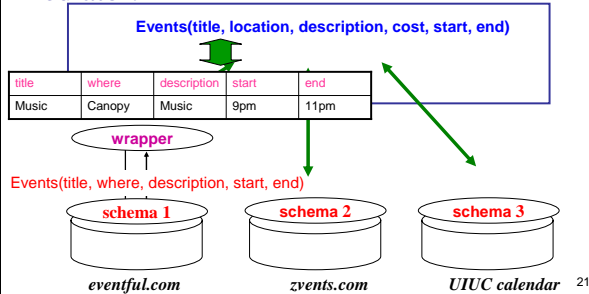 Events(title, location, description, cost, start, end)
title where description start end
Music Canopy Music 9pm 11pm
wrapper
Events(title, where, description, start, end)
schema 1 schema 2 schema 3
eventful.com zvents.com UIUC calendar 21